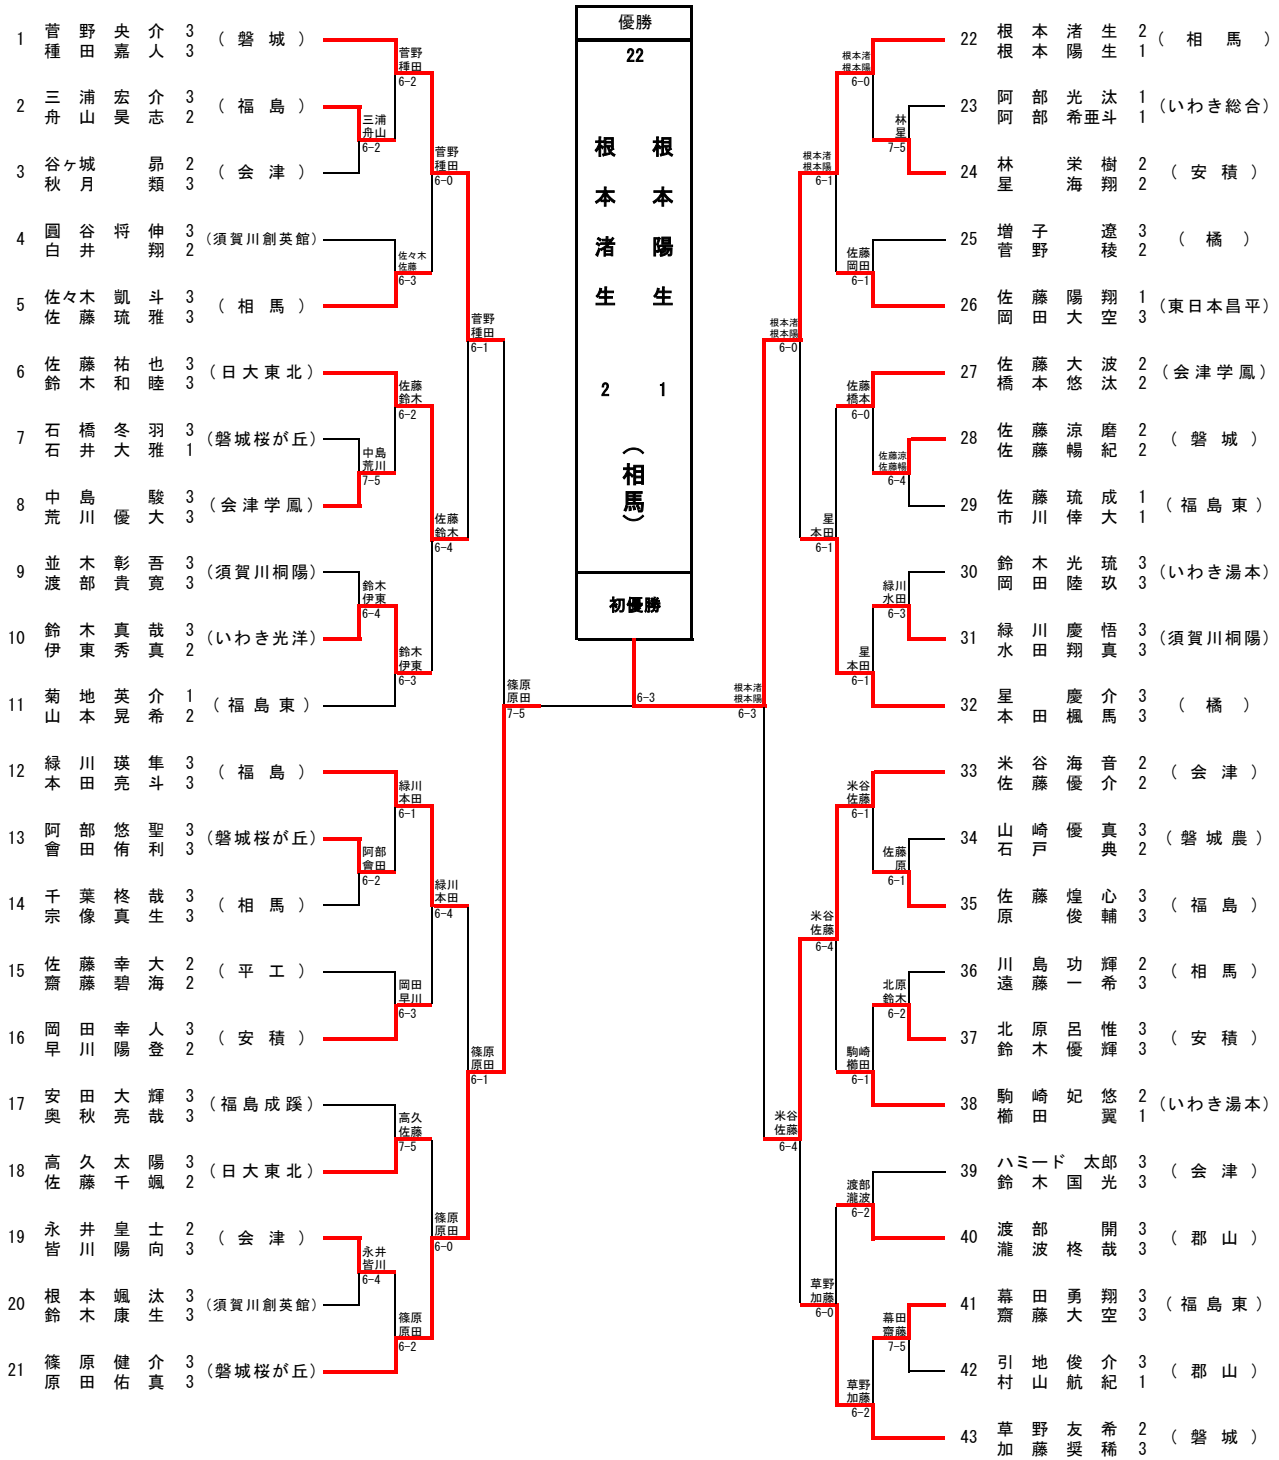 優勝
22
根本渚生 2
根本陽生 1
（相馬）
初優勝
6-3
1 菅野央介 3 （磐城）
種田嘉人 3
2 三浦宏介 3 （福島）
舟山昊志 2
3 谷ヶ城昴 2 （会津）
秋月類 3
4 圓谷将伸 3 （須賀川創英館）
白井翔 2
5 佐々木凱斗 3 （相馬）
佐藤琉雅 3
6 佐藤祐也 3 （日大東北）
鈴木和睦 3
7 石橋冬羽 3 （磐城桜が丘）
石井大雅 1
8 中島駿 3 （会津学鳳）
荒川優大 3
9 並木彰吾 3 （須賀川桐陽）
渡部貴寛 3
10 鈴木真哉 3 （いわき光洋）
伊東秀真 2
11 菊地英介 1 （福島東）
山本晃希 2
12 緑川瑛隼 3 （福島）
本田亮斗 3
13 阿部悠聖 3 （磐城桜が丘）
會田侑利 3
14 千葉柊哉 3 （相馬）
宗像真生 3
15 佐藤幸大 2 （平工）
齋藤碧海 2
16 岡田幸人 3 （安積）
早川陽登 2
17 安田大輝 3 （福島成蹊）
奥秋亮哉 3
18 高久太陽 3 （日大東北）
佐藤千颯 2
19 永井皇士 2 （会津）
皆川陽向 3
20 根本颯汰 3 （須賀川創英館）
鈴木康生 3
21 篠原健介 3 （磐城桜が丘）
原田佑真 3
三浦
舟山
6-2
中島
荒川
7-5
鈴木
伊東
6-4
阿部
會田
6-2
永井
皆川
6-4
菅野
種田
6-2
佐々木
佐藤
6-3
佐藤
鈴木
6-2
鈴木
伊東
6-3
緑川
本田
6-1
岡田
早川
6-3
高久
佐藤
7-5
篠原
原田
6-2
菅野
種田
6-0
佐藤
鈴木
6-4
緑川
本田
6-4
篠原
原田
6-0
菅野
種田
6-1
篠原
原田
6-1
篠原
原田
7-5
22 根本渚生 2 （相馬）
根本陽生 1
23 阿部光汰 1 （いわき総合）
阿部希亜斗 1
24 林栄樹 2 （安積）
星海翔 2
25 増子遼 3 （橘）
菅野稜 2
26 佐藤陽翔 1 （東日本昌平）
岡田大空 3
27 佐藤大波 2 （会津学鳳）
橋本悠汰 2
28 佐藤涼磨 2 （磐城）
佐藤暢紀 2
29 佐藤琉成 1 （福島東）
市川倖大 1
30 鈴木光琉 3 （いわき湯本）
岡田陸玖 3
31 緑川慶悟 3 （須賀川桐陽）
水田翔真 3
32 星慶介 3 （橘）
本田楓馬 3
33 米谷海音 2 （会津）
佐藤優介 2
34 山崎優真 3 （磐城農）
石戸典 2
35 佐藤煌心 3 （福島）
原俊輔 3
36 川島功輝 2 （相馬）
遠藤一希 3
37 北原呂惟 3 （安積）
鈴木優輝 3
38 駒崎妃悠 2 （いわき湯本）
櫛田翼 1
39 ハミード太郎 3 （会津）
鈴木国光 3
40 渡部開 3 （郡山）
瀧波柊哉 3
41 幕田勇翔 3 （福島東）
齋藤大空 3
42 引地俊介 3 （郡山）
村山航紀 1
43 草野友希 2 （磐城）
加藤奨稀 3
林
星
7-5
佐藤涼
佐藤暢
6-4
緑川
水田
6-3
佐藤
原
6-1
北原
鈴木
6-2
幕田
齋藤
7-5
根本渚
根本陽
6-0
佐藤
岡田
6-1
佐藤
橋本
6-0
星
本田
6-1
米谷
佐藤
6-1
駒崎
櫛田
6-1
渡部
瀧波
6-2
草野
加藤
6-2
根本渚
根本陽
6-1
星
本田
6-1
米谷
佐藤
6-4
草野
加藤
6-0
根本渚
根本陽
6-0
米谷
佐藤
6-4
根本渚
根本陽
6-3